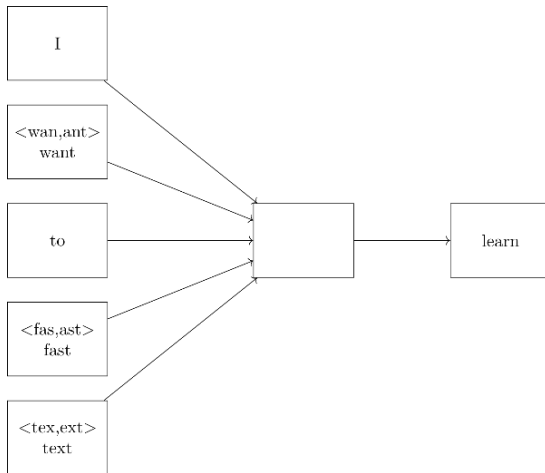 I
<wan,ant>
want
to
<fas,ast>
fast
<tex,ext>
text
learn